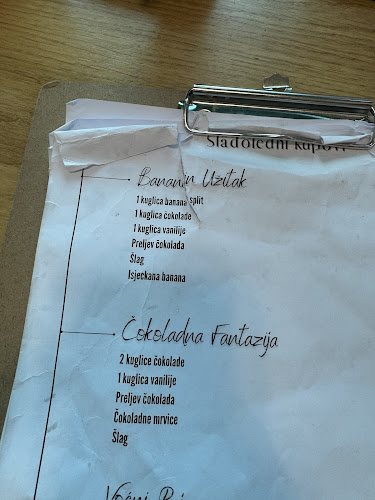 Sladoledni kupovi
Bananin Užitak
1 kuglica banana split
1 kuglica čokolade
1 kuglica vanilije
Preljev čokolada
Šlag
Isjeckana banana
Čokoladna Fantazija
2 kuglice čokolade
1 kuglica vanilije
Preljev čokolada
Čokoladne mrvice
Šlag
Voćni